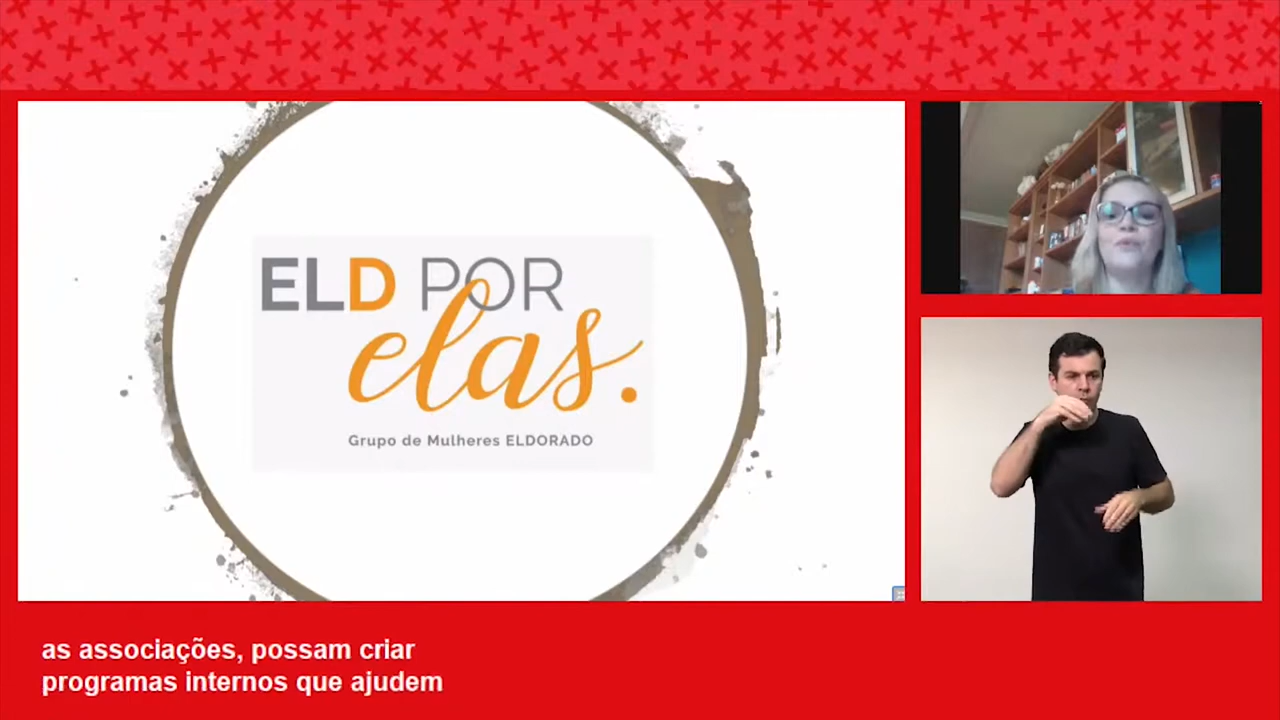 ELD POR
elas.
Grupo de Mulheres ELDORADO
as associações, possam criar
programas internos que ajudem